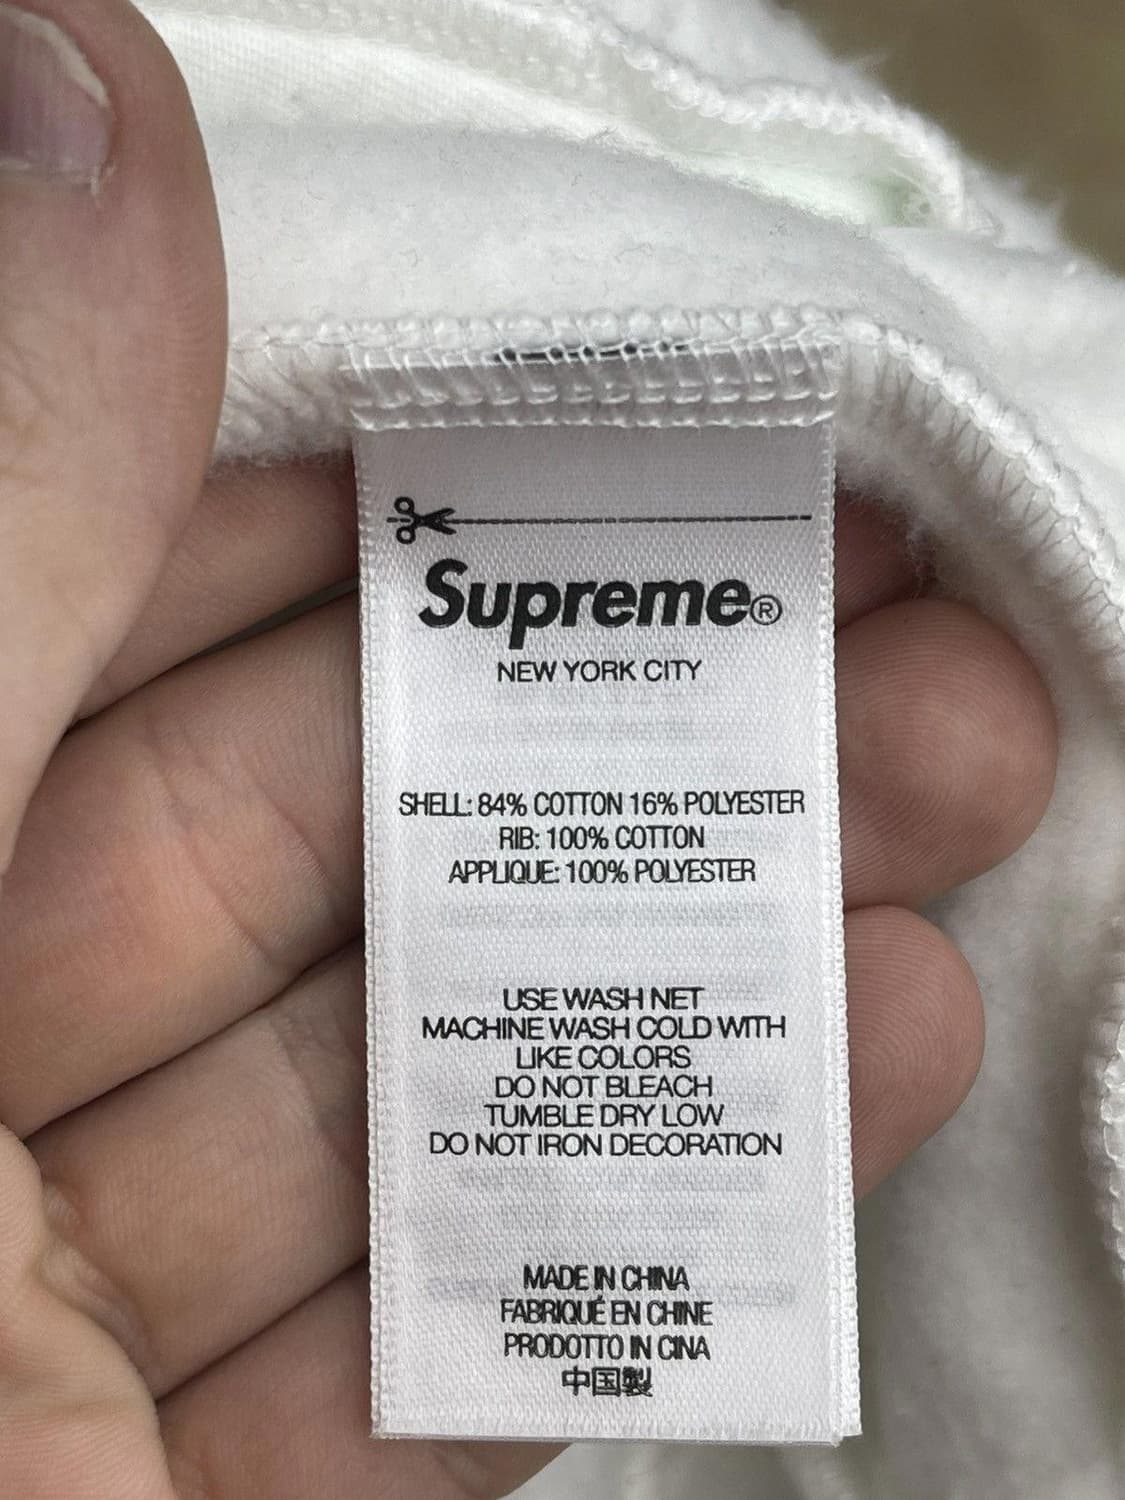 Supreme®
NEW YORK CITY
SHELL: 84% COTTON 16% POLYESTER
RIB: 100% COTTON
APPLIQUE: 100% POLYESTER
USE WASH NET
MACHINE WASH COLD WITH
LIKE COLORS
DO NOT BLEACH
TUMBLE DRY LOW
DO NOT IRON DECORATION
MADE IN CHINA
FABRIQUÉ EN CHINE
PRODOTTO IN CINA
中国製